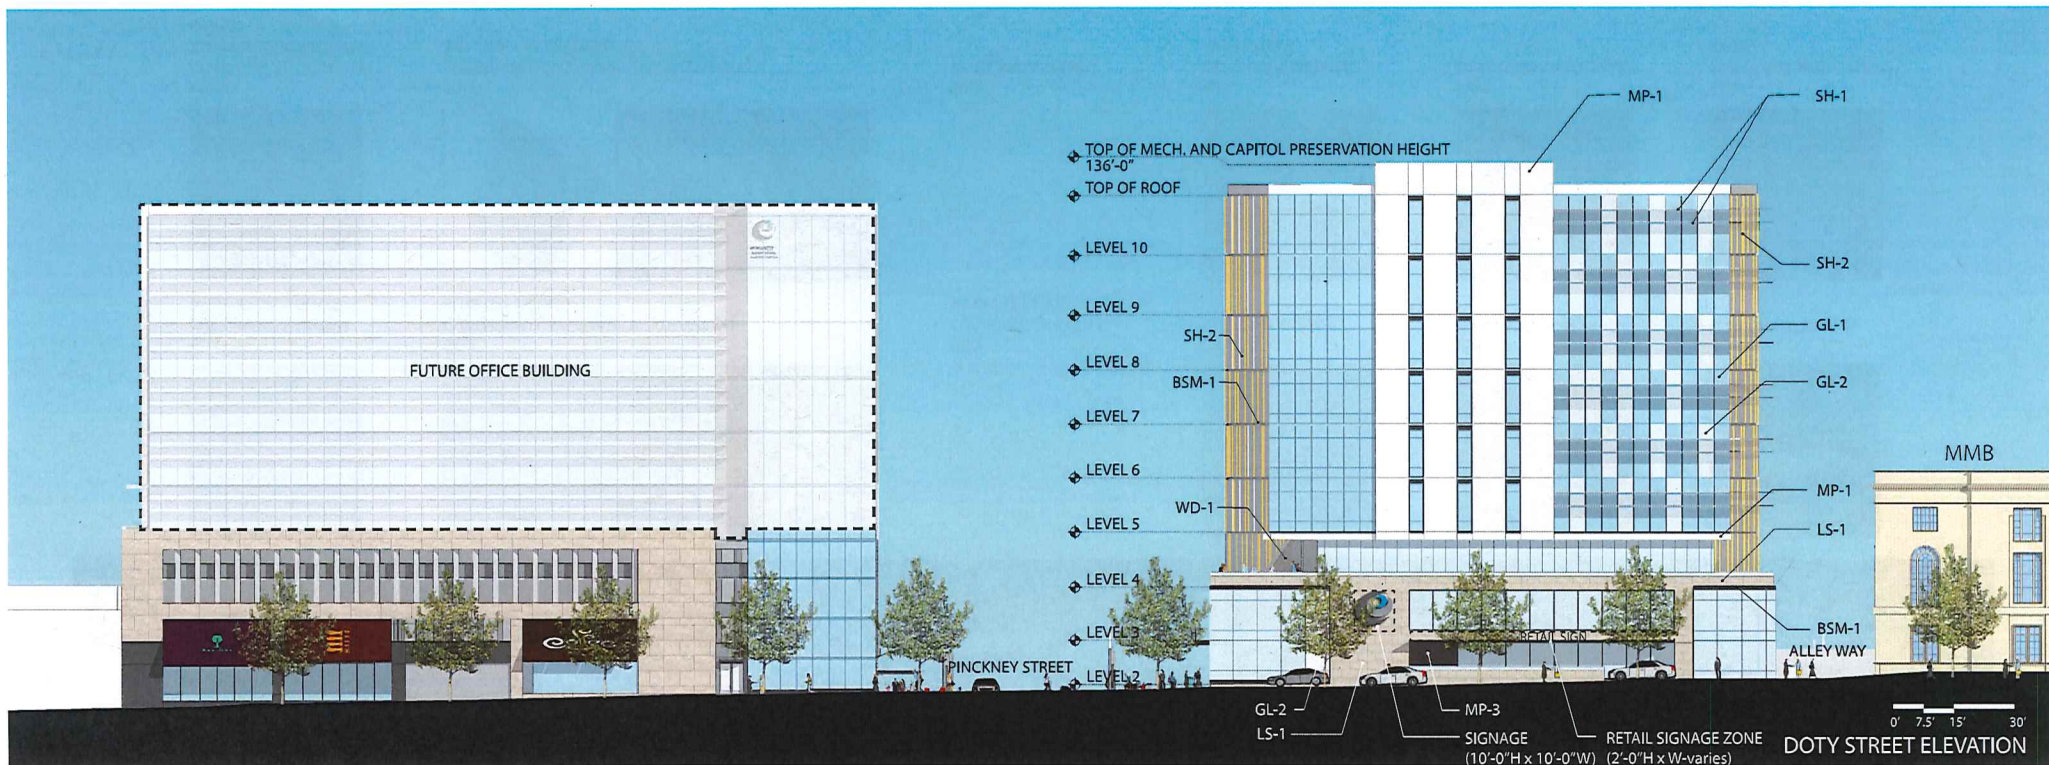 MP-1
SH-1
TOP OF MECH. AND CAPITOL PRESERVATION HEIGHT
136'-0"
TOP OF ROOF
LEVEL 10
SH-2
LEVEL 9
GL-1
SH-2
FUTURE OFFICE BUILDING
LEVEL 8
BSM-1
GL-2
LEVEL 7
MMB
LEVEL 6
MP-1
WD-1
LEVEL 5
LS-1
LEVEL 4
BSM-1
LEVEL 3
RETAIL SIGN
ALLEY WAY
PINCKNEY STREET
LEVEL 2
GL-2
MP-3
LS-1
SIGNAGE
(10'-0"H x 10'-0"W)
RETAIL SIGNAGE ZONE
(2'-0"H x W-varies)
0' 7.5' 15' 30'
DOTY STREET ELEVATION